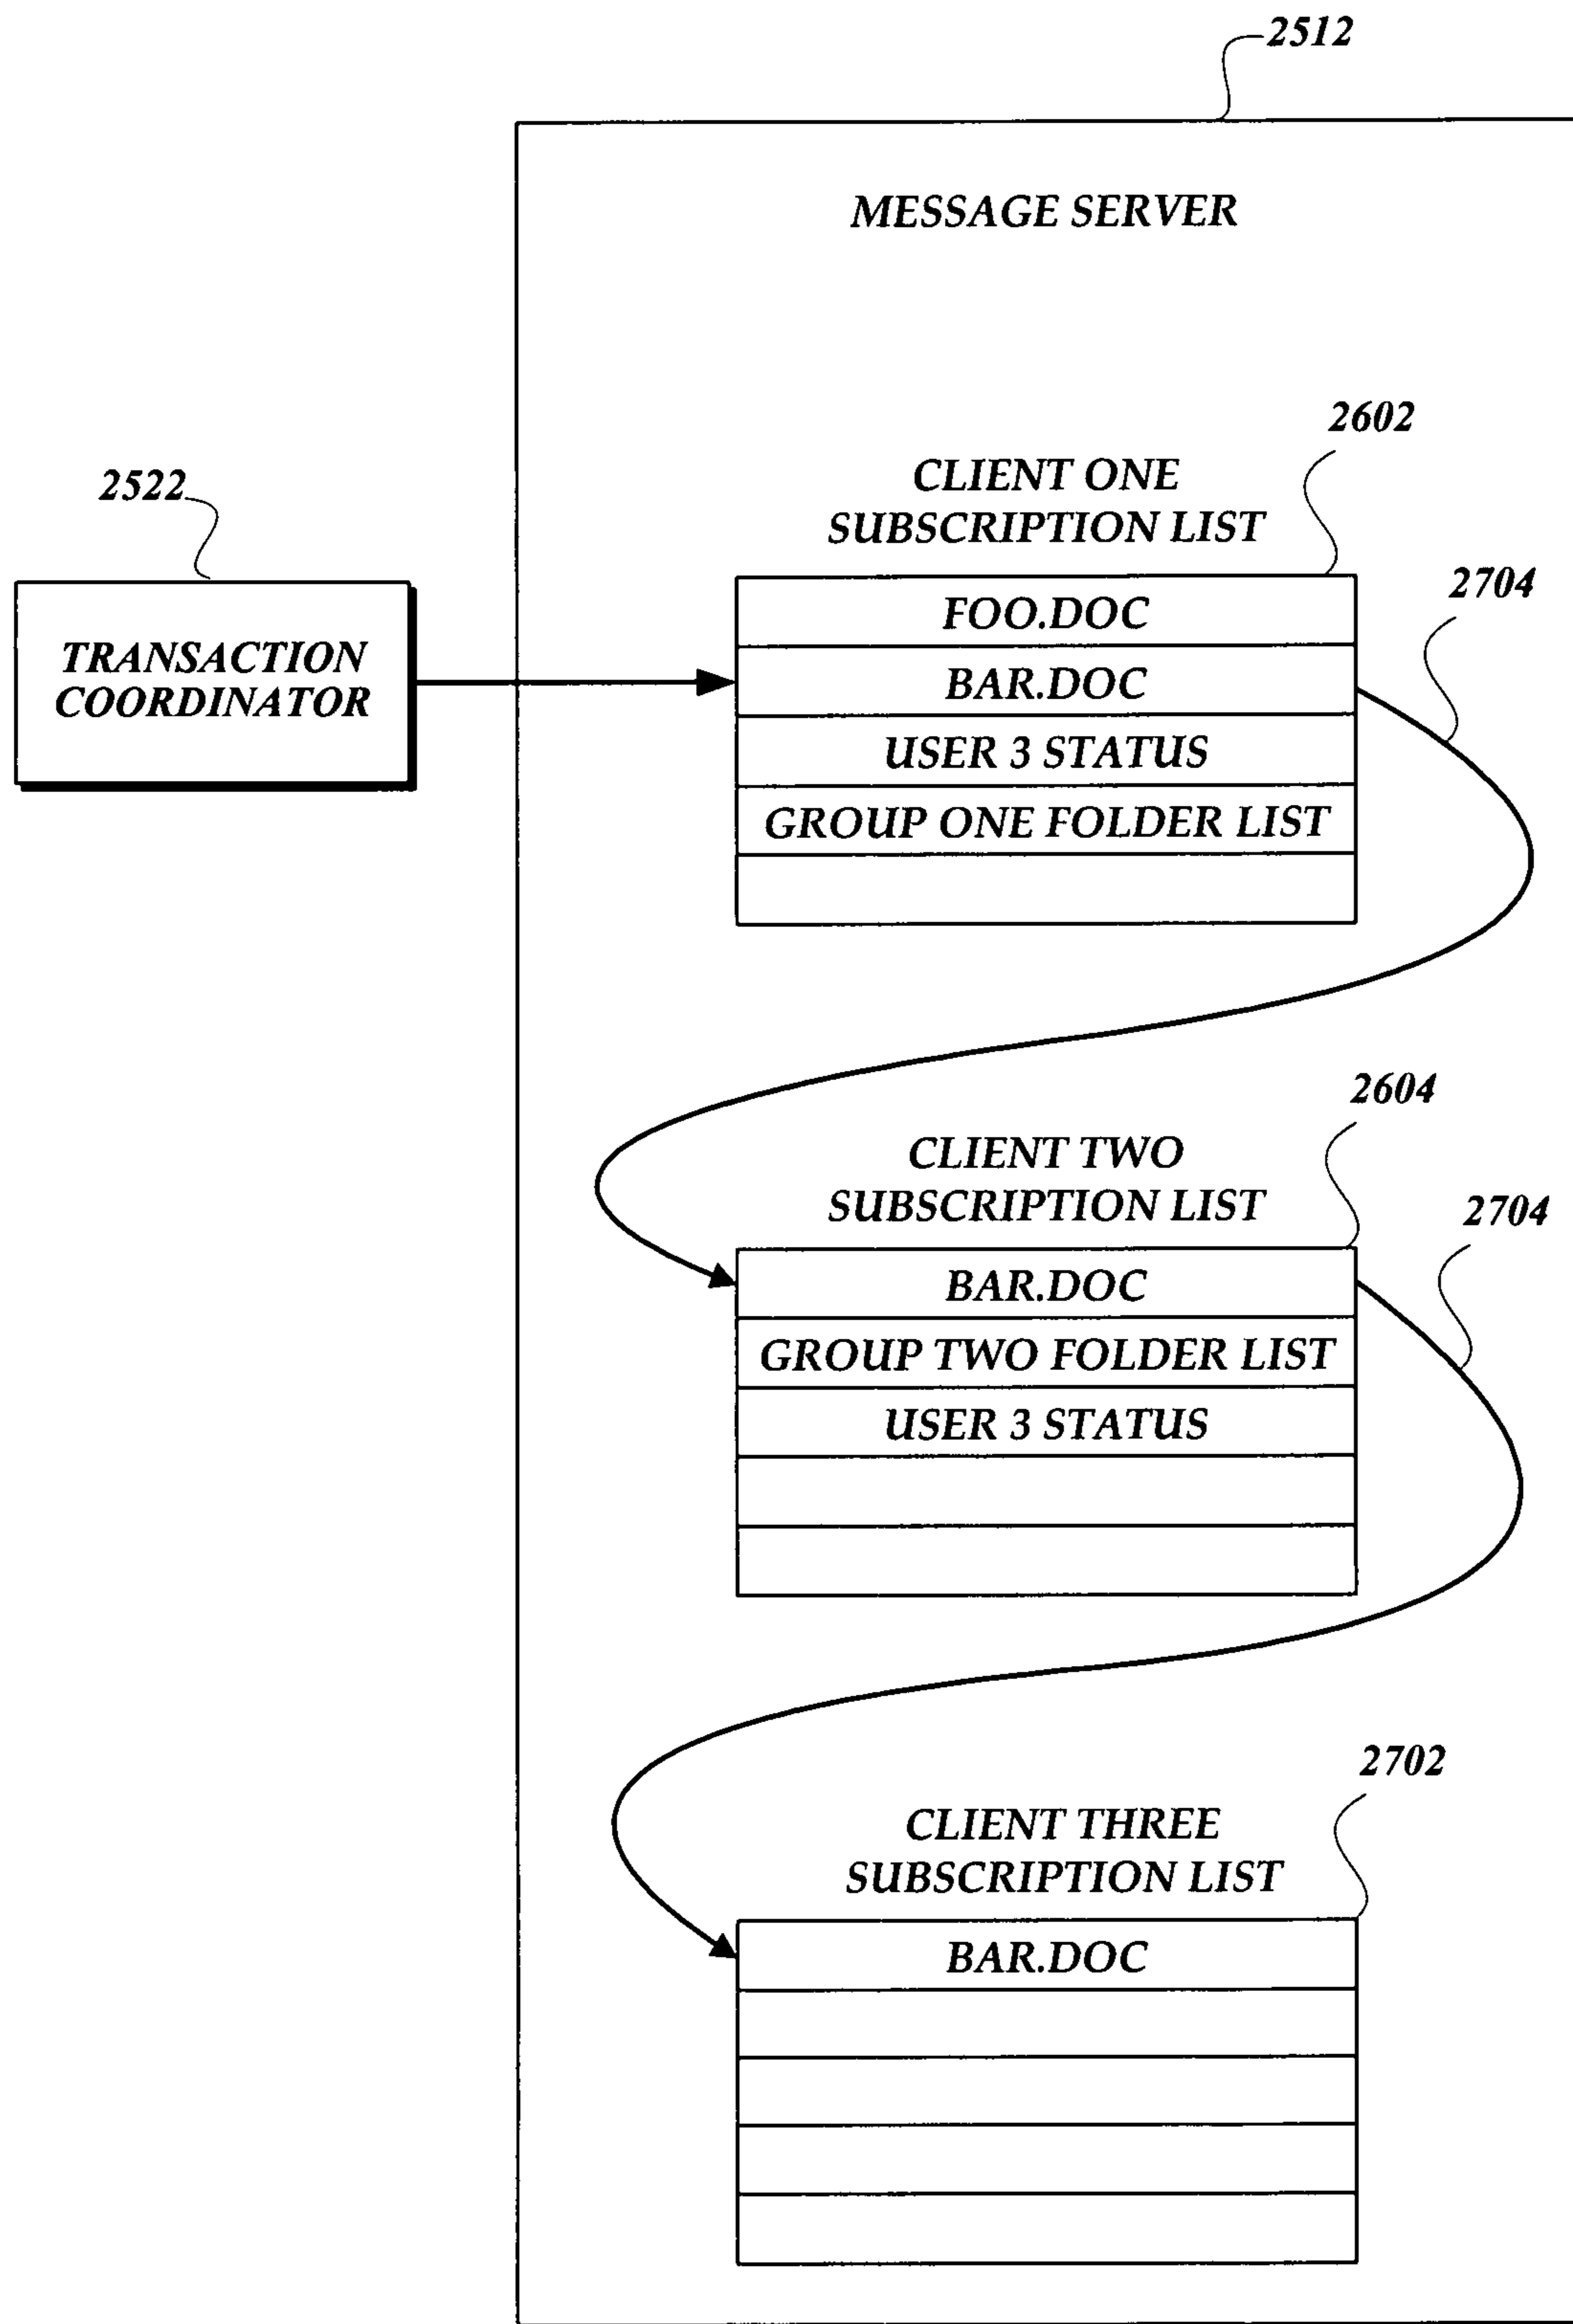 2512
MESSAGE SERVER
2602
CLIENT ONE
SUBSCRIPTION LIST
2522
2704
TRANSACTION
COORDINATOR
FOO.DOC
BAR.DOC
USER 3 STATUS
GROUP ONE FOLDER LIST
2604
CLIENT TWO
SUBSCRIPTION LIST
2704
BAR.DOC
GROUP TWO FOLDER LIST
USER 3 STATUS
2702
CLIENT THREE
SUBSCRIPTION LIST
BAR.DOC